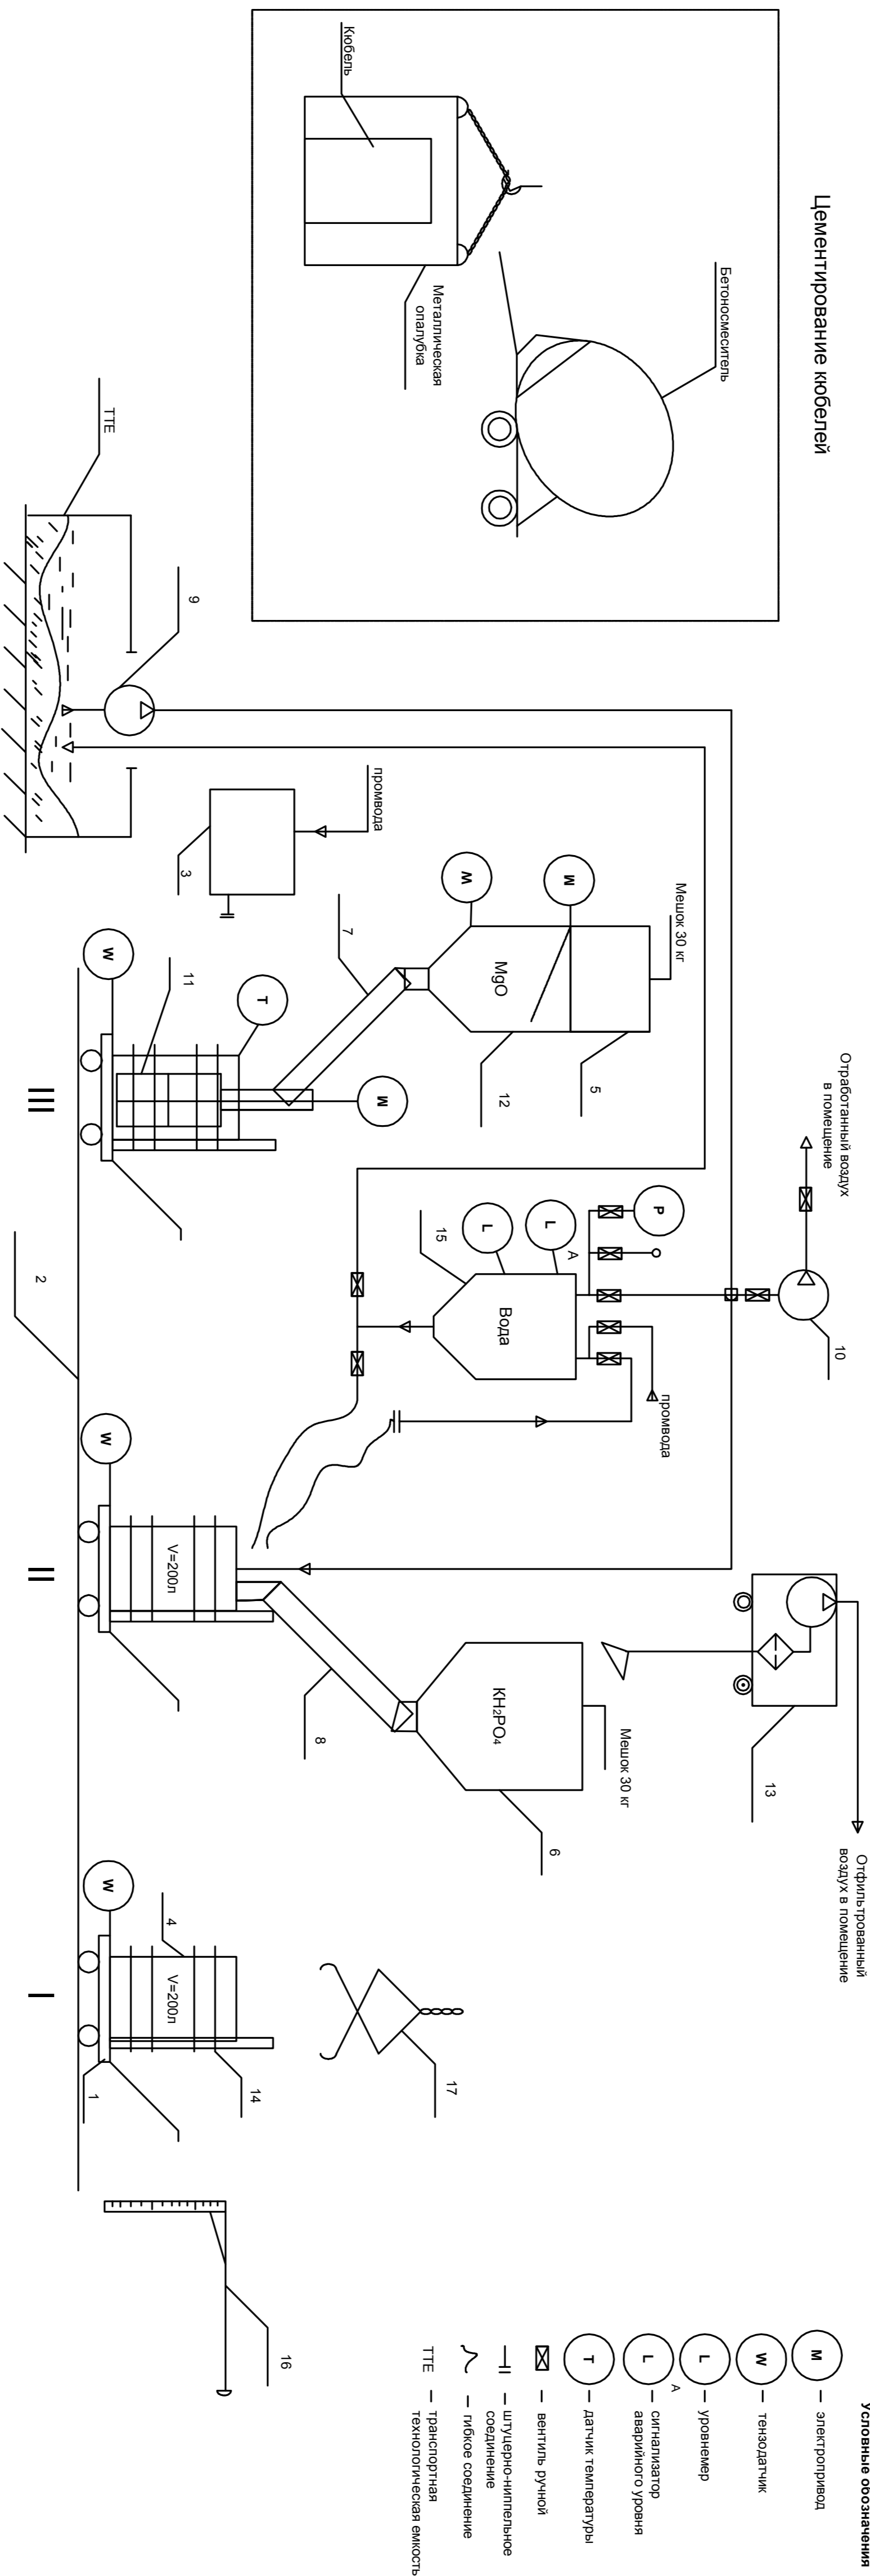 Цементирование кюбелей
Кюбель
Металлическая
опалубка
Бетоносмеситель
ТТЕ
9
промвода
3
Мешок 30 кг
M
W
MgO
7
12
5
W
11
T
M
III
Отработанный воздух
в помещение
10
P
L
A
L
15
Вода
промвода
2
W
V=200л
II
8
KH₂PO₄
Мешок 30 кг
6
13
Отфильтрованный
воздух в помещение
W
4
V=200л
I
1
14
17
16
Условные обозначения
M – электропривод
W – тензодатчик
L – уровнемер
L A – сигнализатор
аварийного уровня
T – датчик температуры
– вентиль ручной
– штуцерно-ниппельное
соединение
– гибкое соединение
ТТЕ – транспортная
технологическая емкость